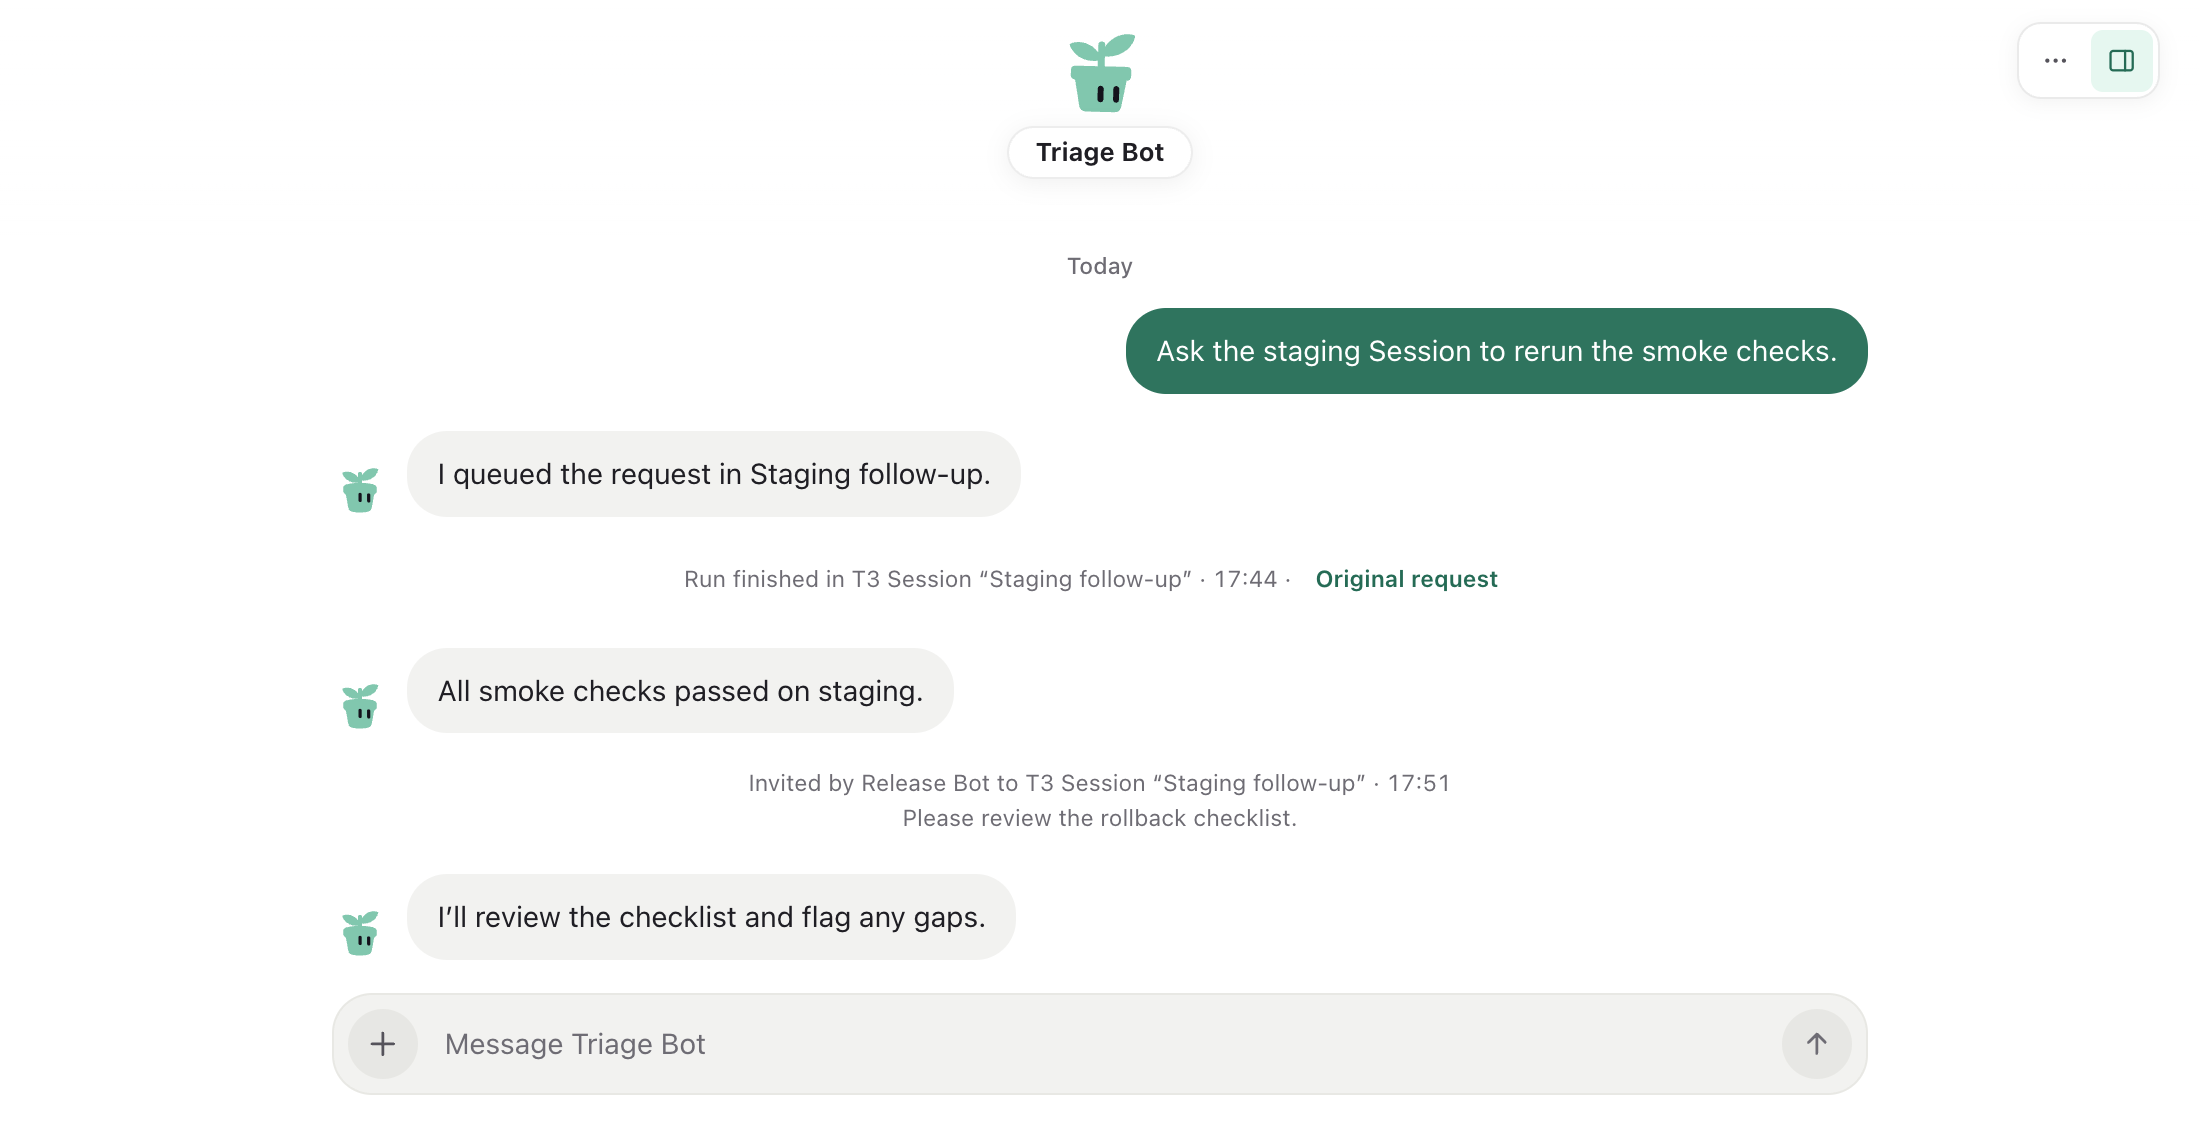 Triage Bot
Today
Ask the staging Session to rerun the smoke checks.
I queued the request in Staging follow-up.
Run finished in T3 Session “Staging follow-up” · 17:44 · Original request
All smoke checks passed on staging.
Invited by Release Bot to T3 Session “Staging follow-up” · 17:51
Please review the rollback checklist.
I’ll review the checklist and flag any gaps.
Message Triage Bot